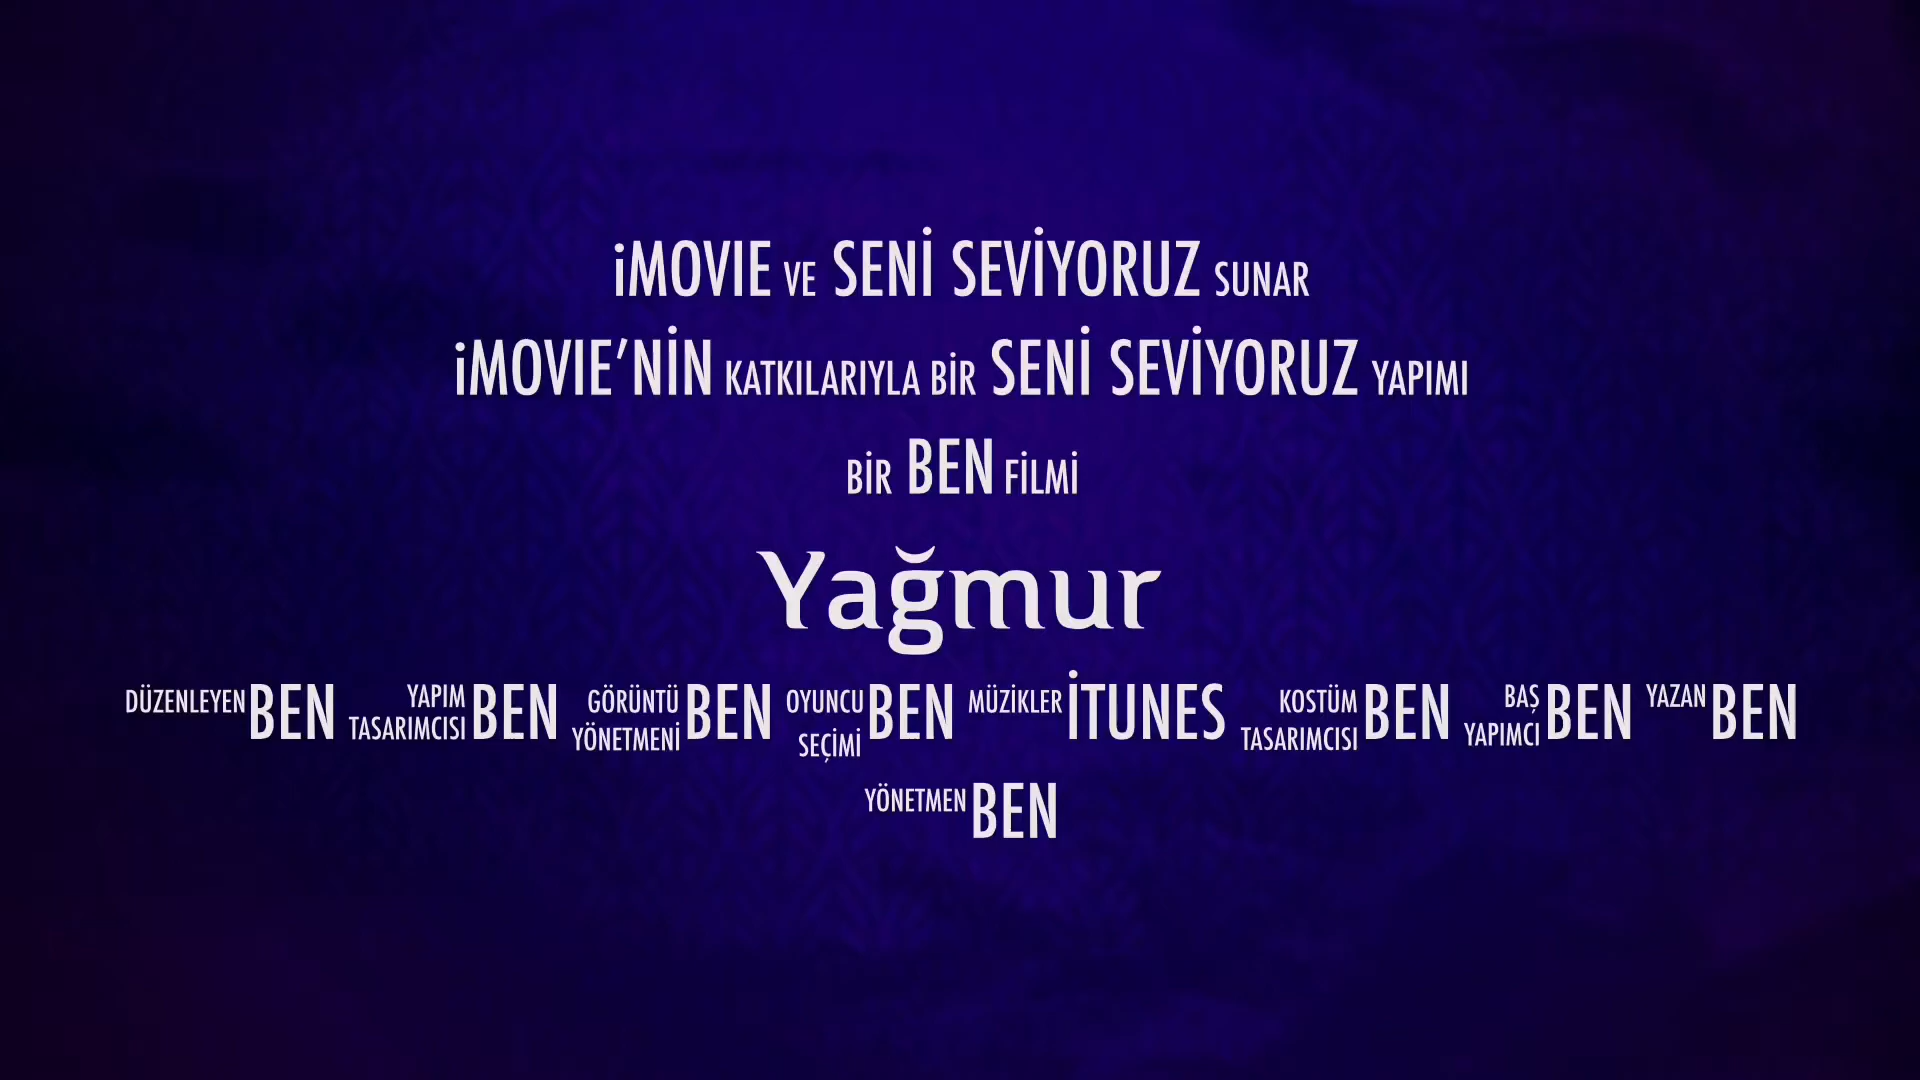 iMOVIE VE SENİ SEVİYORUZ SUNAR
iMOVIE’NİN KATKILARIYLA BİR SENİ SEVİYORUZ YAPIMI
BİR BEN FİLMİ
Yağmur
DÜZENLEYEN BEN YAPIM TASARIMCISI BEN GÖRÜNTÜ YÖNETMENİ BEN OYUNCU SEÇİMİ BEN MÜZİKLER İTUNES KOSTÜM TASARIMCISI BEN BAŞ YAPIMCI BEN YAZAN BEN
YÖNETMEN BEN